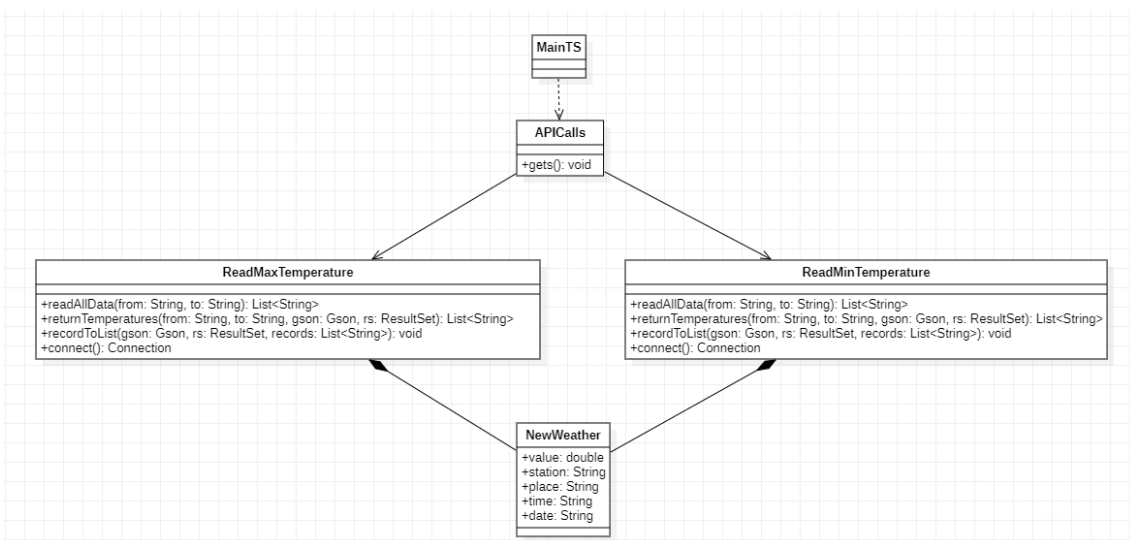 MainTS
APICalls
+gets(): void
ReadMaxTemperature
+readAllData(from: String, to: String): List<String>
+returnTemperatures(from: String, to: String, gson: Gson, rs: ResultSet): List<String>
+recordToList(gson: Gson, rs: ResultSet, records: List<String>): void
+connect(): Connection
ReadMinTemperature
+readAllData(from: String, to: String): List<String>
+returnTemperatures(from: String, to: String, gson: Gson, rs: ResultSet): List<String>
+recordToList(gson: Gson, rs: ResultSet, records: List<String>): void
+connect(): Connection
NewWeather
+value: double
+station: String
+place: String
+time: String
+date: String